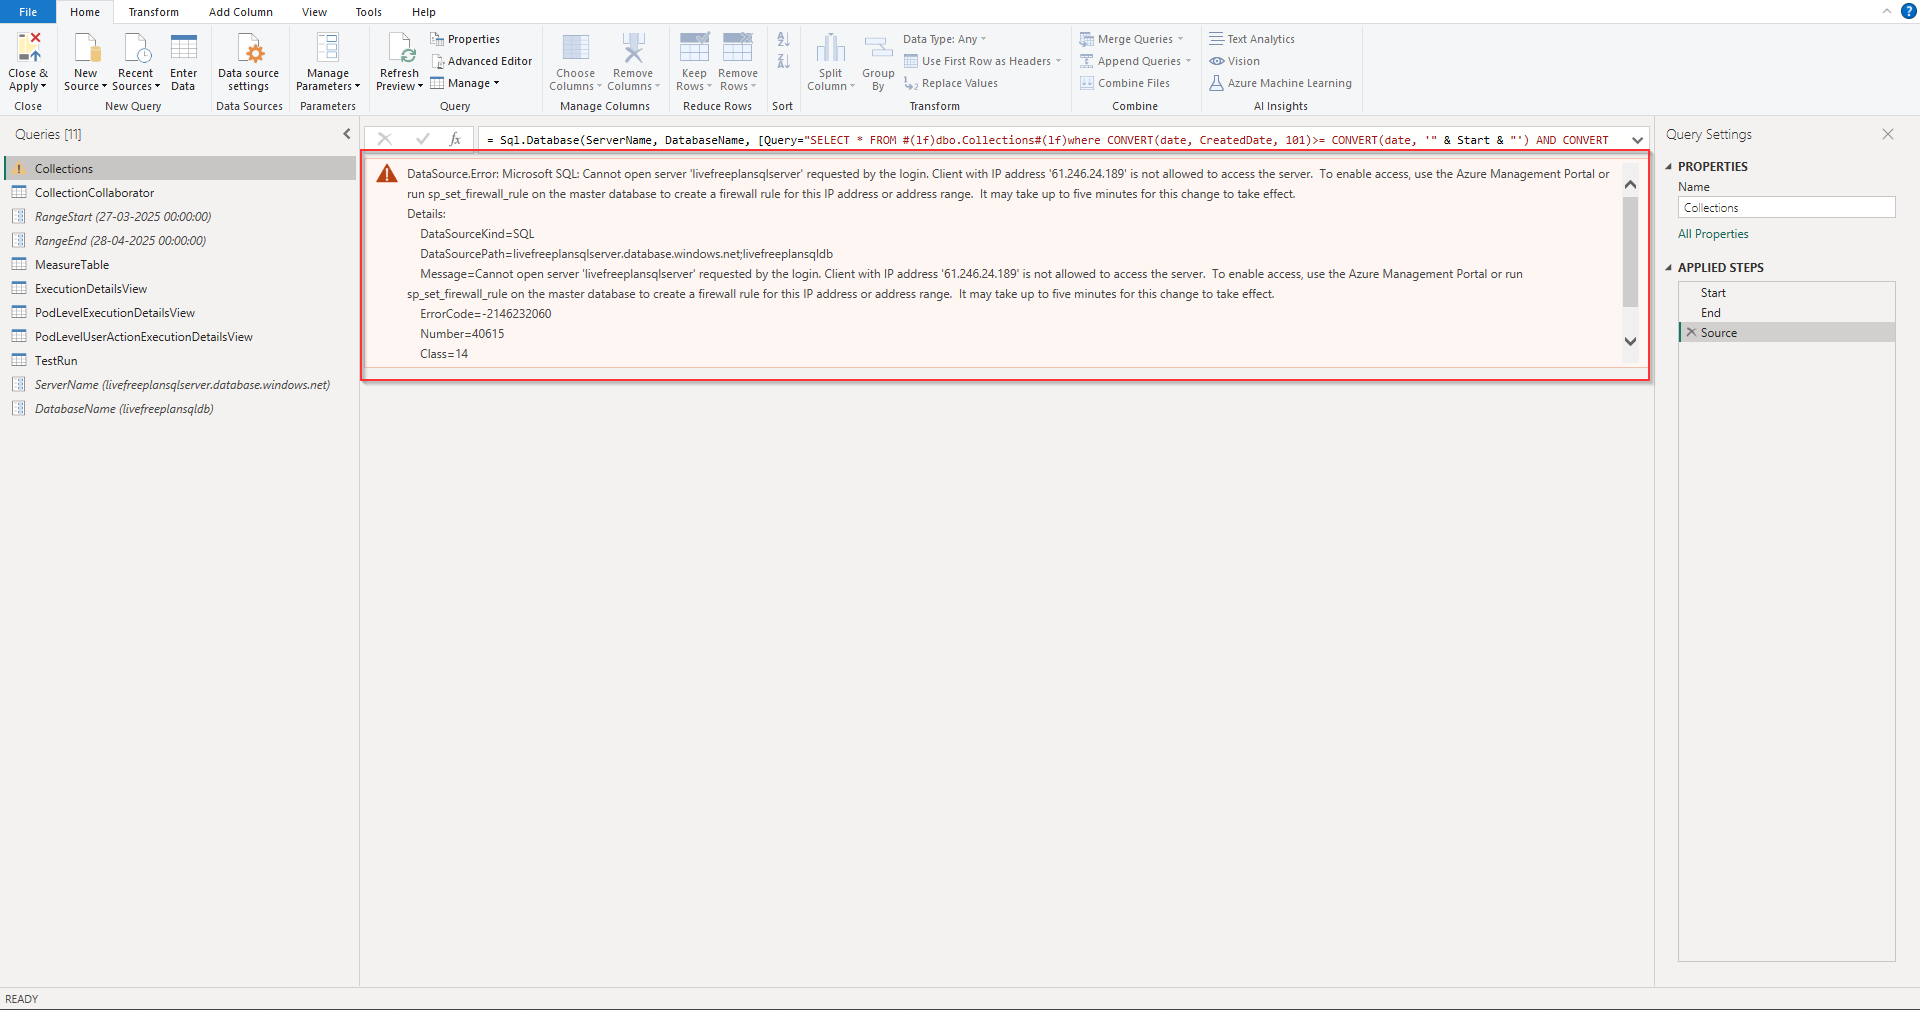 File Home Transform Add Column View Tools Help
Close & Apply
New Source
Recent Sources
Enter Data
Data source settings
Manage Parameters
Refresh Preview
Properties
Advanced Editor
Manage
Choose Columns
Remove Columns
Keep Rows
Remove Rows
A Z
Z A
Split Column
Group By
Data Type: Any
Use First Row as Headers
1 2 Replace Values
Merge Queries
Append Queries
Combine Files
Text Analytics
Vision
Azure Machine Learning
Close New Query Data Sources Parameters Query Manage Columns Reduce Rows Sort Transform Combine AI Insights
?
Queries [11]
! Collections
CollectionCollaborator
RangeStart (27-03-2025 00:00:00)
RangeEnd (28-04-2025 00:00:00)
MeasureTable
ExecutionDetailsView
PodLevelExecutionDetailsView
PodLevelUserActionExecutionDetailsView
TestRun
ServerName (livefreeplansqlserver.database.windows.net)
DatabaseName (livefreeplansqldb)
fx = Sql.Database(ServerName, DatabaseName, [Query="SELECT * FROM #(lf)dbo.Collections#(lf)where CONVERT(date, CreatedDate, 101)>= CONVERT(date, '" & Start & "') AND CONVERT
DataSource.Error: Microsoft SQL: Cannot open server 'livefreeplansqlserver' requested by the login. Client with IP address '61.246.24.189' is not allowed to access the server.  To enable access, use the Azure Management Portal or
run sp_set_firewall_rule on the master database to create a firewall rule for this IP address or address range.  It may take up to five minutes for this change to take effect.
Details:
DataSourceKind=SQL
DataSourcePath=livefreeplansqlserver.database.windows.net;livefreeplansqldb
Message=Cannot open server 'livefreeplansqlserver' requested by the login. Client with IP address '61.246.24.189' is not allowed to access the server.  To enable access, use the Azure Management Portal or run
sp_set_firewall_rule on the master database to create a firewall rule for this IP address or address range.  It may take up to five minutes for this change to take effect.
ErrorCode=-2146232060
Number=40615
Class=14
Query Settings
PROPERTIES
Name
Collections
All Properties
APPLIED STEPS
Start
End
Source
READY